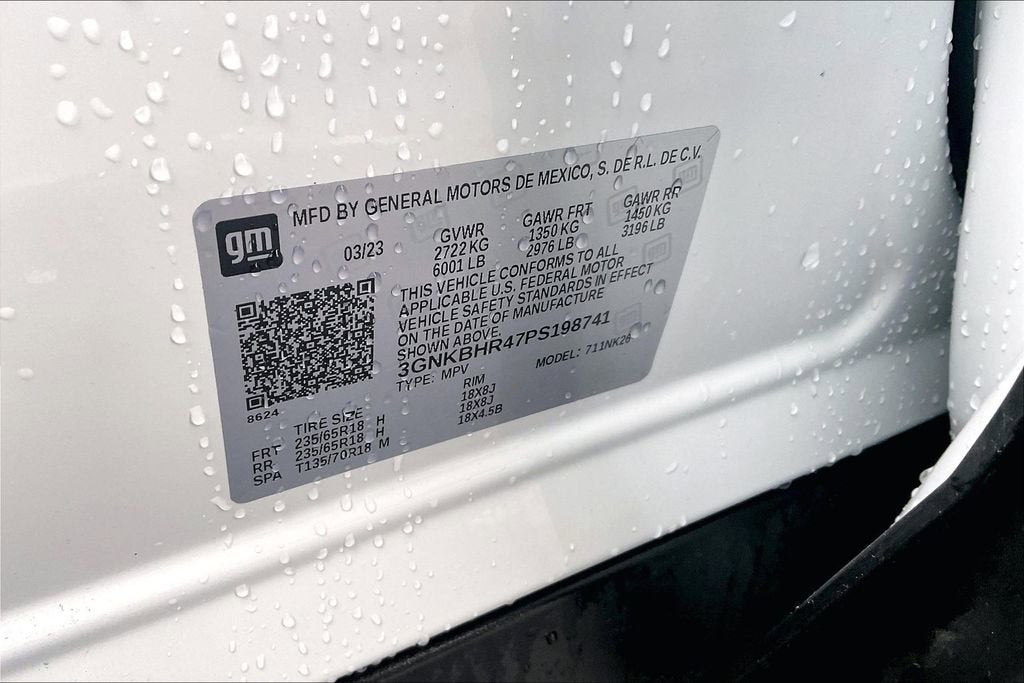 MFD BY GENERAL MOTORS DE MEXICO, S. DE R.L. DE C.V.
gm
03/23
GVWR GAWR FRT GAWR RR
2722 KG 1350 KG 1450 KG
6001 LB 2976 LB 3196 LB
THIS VEHICLE CONFORMS TO ALL
APPLICABLE U.S. FEDERAL MOTOR
VEHICLE SAFETY STANDARDS IN EFFECT
ON THE DATE OF MANUFACTURE
SHOWN ABOVE.
3GNKBHR47PS198741
TYPE: MPV MODEL: 711NK26
8624
TIRE SIZE RIM
FRT 235/65R18 H 18X8J
RR 235/65R18 H 18X8J
SPA T135/70R18 M 18X4.5B